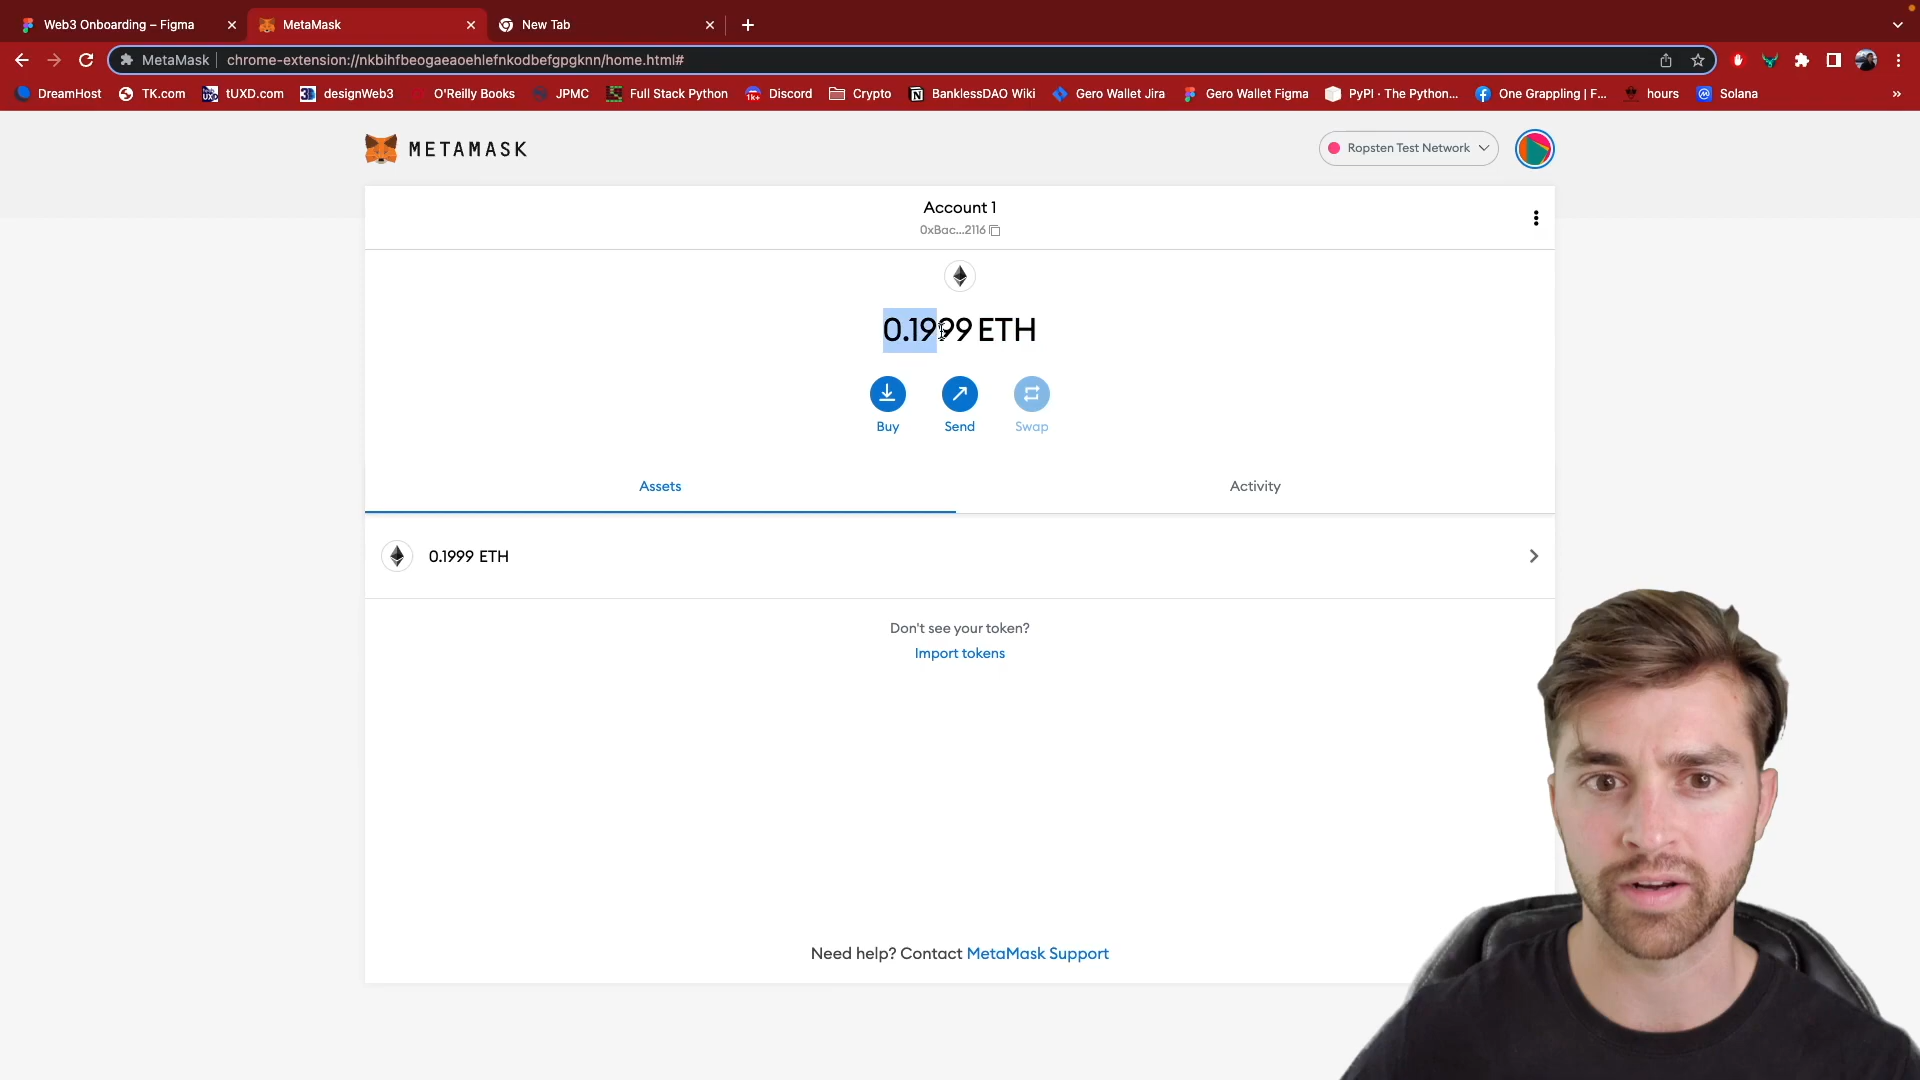 Web3 Onboarding – Figma
MetaMask
New Tab
MetaMask
chrome-extension://nkbihfbeogaeaoehlefnkodbefgpgknn/home.html#
DreamHost
TK.com
tUXD.com
designWeb3
O'Reilly Books
JPMC
Full Stack Python
Discord
Crypto
BanklessDAO Wiki
Gero Wallet Jira
Gero Wallet Figma
PyPI · The Python...
One Grappling | F...
hours
Solana
METAMASK
Ropsten Test Network
Account 1
0xBac...2116
0.1999 ETH
Buy
Send
Swap
Assets
Activity
0.1999 ETH
Don't see your token?
Import tokens
Need help? Contact MetaMask Support